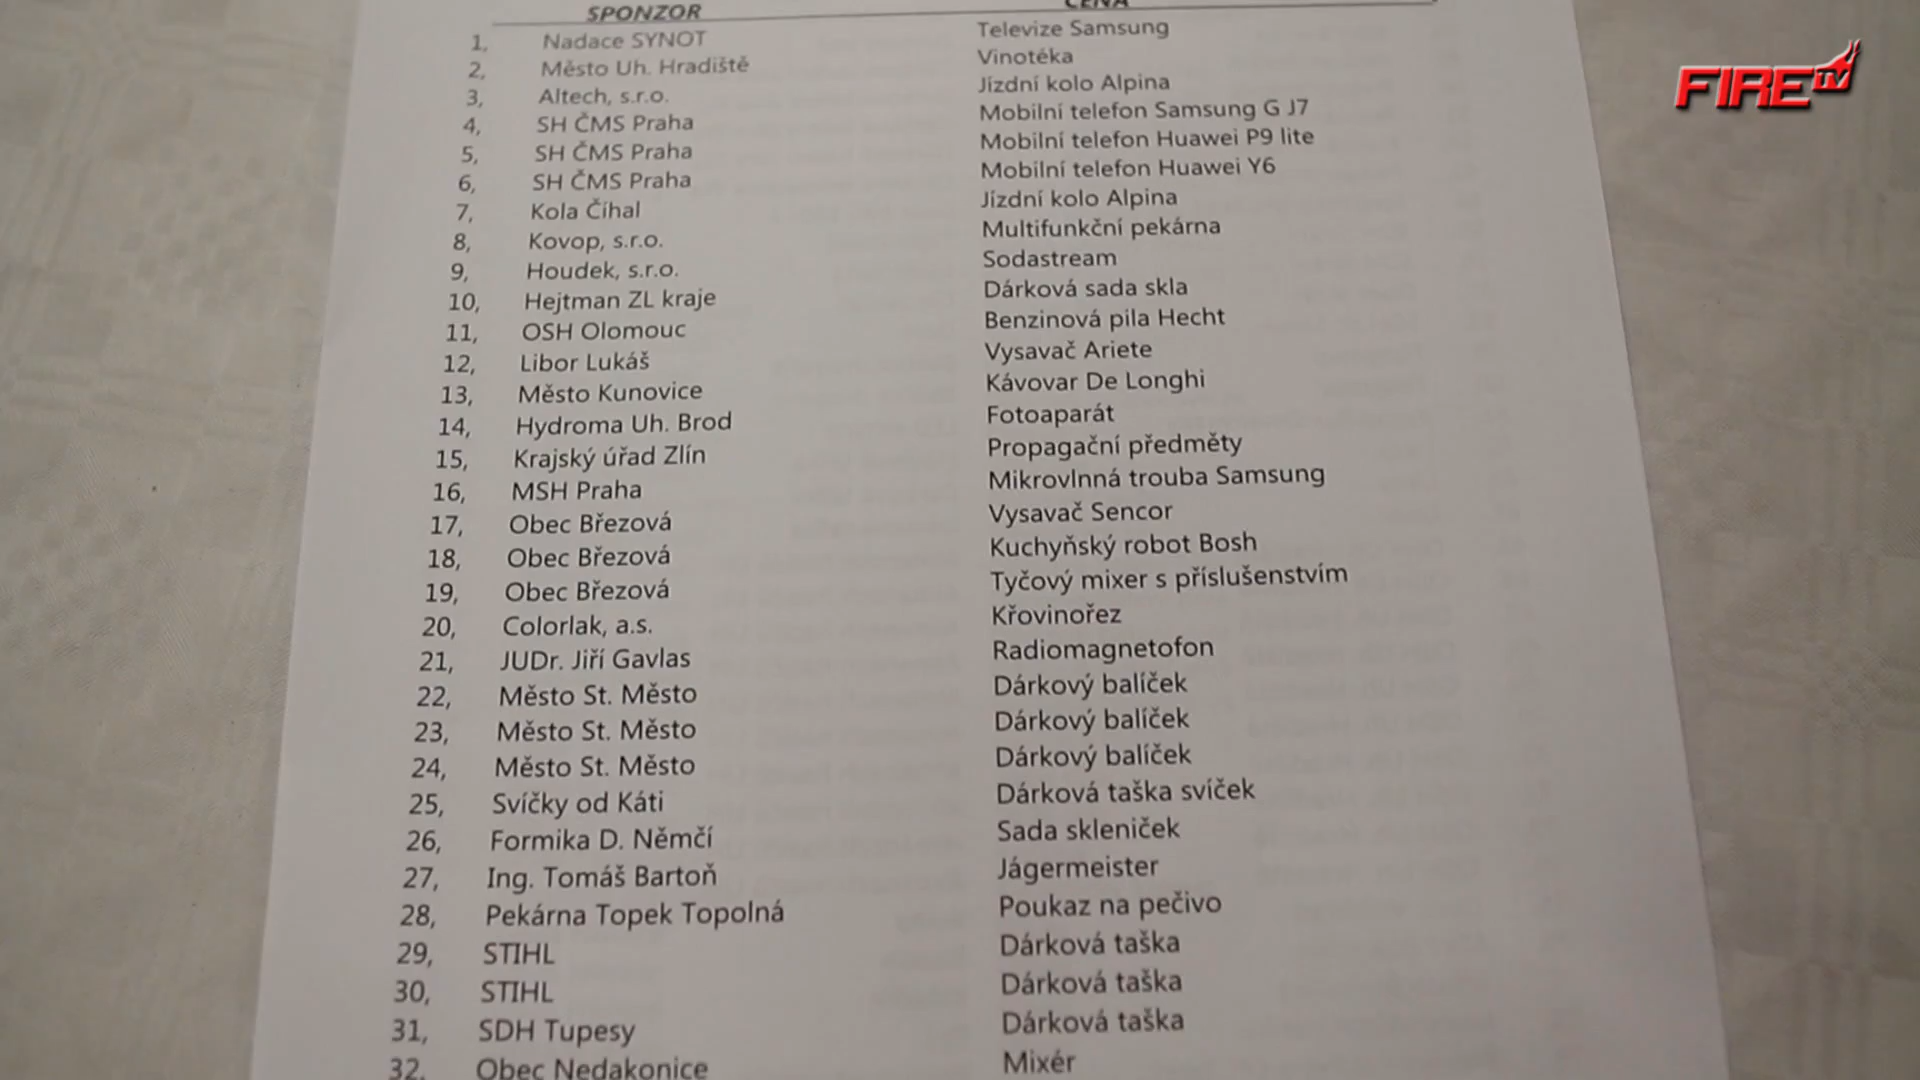 SPONZOR CENA
1, Nadace SYNOT Televize Samsung
2, Město Uh. Hradiště Vinotéka
3, Altech, s.r.o. Jízdní kolo Alpina
4, SH ČMS Praha Mobilní telefon Samsung G J7
5, SH ČMS Praha Mobilní telefon Huawei P9 lite
6, SH ČMS Praha Mobilní telefon Huawei Y6
7, Kola Číhal Jízdní kolo Alpina
8, Kovop, s.r.o. Multifunkční pekárna
9, Houdek, s.r.o. Sodastream
10, Hejtman ZL kraje Dárková sada skla
11, OSH Olomouc Benzinová pila Hecht
12, Libor Lukáš Vysavač Ariete
13, Město Kunovice Kávovar De Longhi
14, Hydroma Uh. Brod Fotoaparát
15, Krajský úřad Zlín Propagační předměty
16, MSH Praha Mikrovlnná trouba Samsung
17, Obec Březová Vysavač Sencor
18, Obec Březová Kuchyňský robot Bosh
19, Obec Březová Tyčový mixer s příslušenstvím
20, Colorlak, a.s. Křovinořez
21, JUDr. Jiří Gavlas Radiomagnetofon
22, Město St. Město Dárkový balíček
23, Město St. Město Dárkový balíček
24, Město St. Město Dárkový balíček
25, Svíčky od Káti Dárková taška svíček
26, Formika D. Němčí Sada skleniček
27, Ing. Tomáš Bartoň Jágermeister
28, Pekárna Topek Topolná Poukaz na pečivo
29, STIHL Dárková taška
30, STIHL Dárková taška
31, SDH Tupesy Dárková taška
32, Obec Nedakonice Mixér
FIRE TV